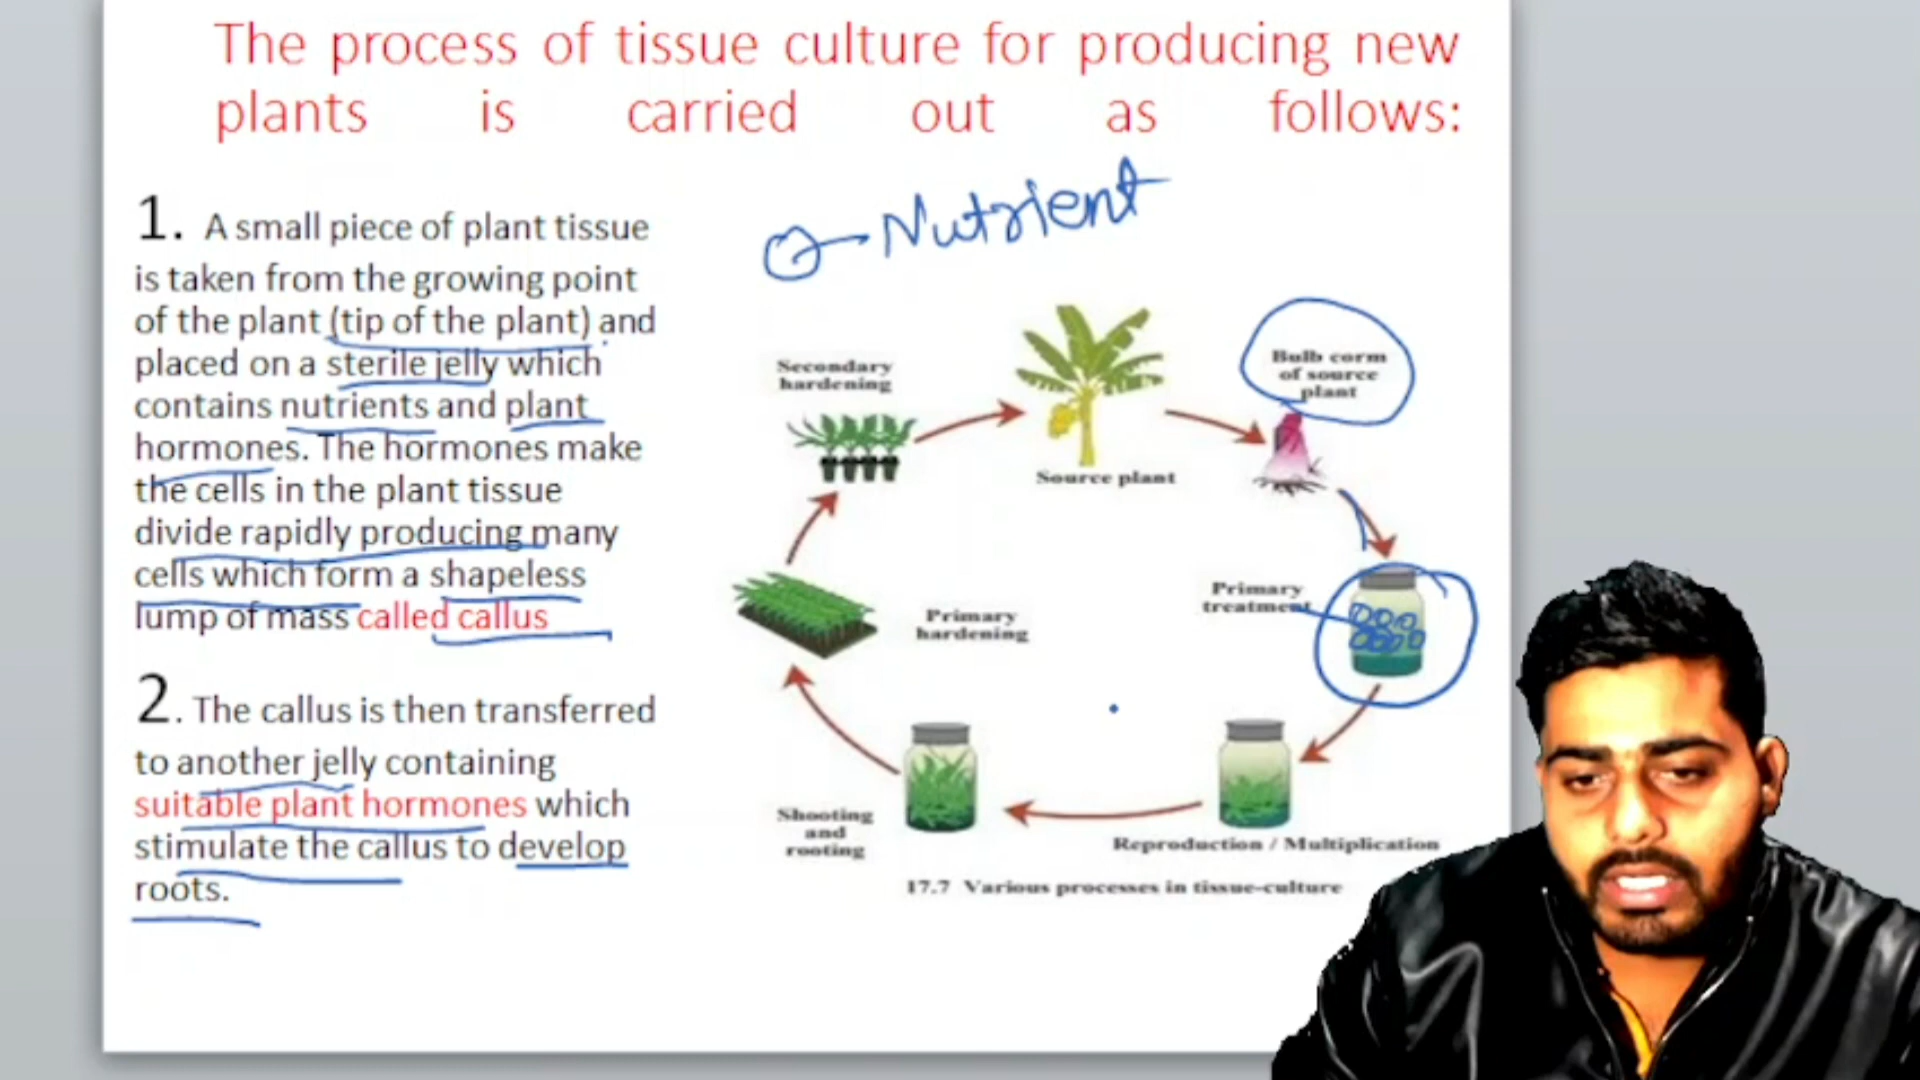 The process of tissue culture for producing new
plants is carried out as follows:
1. A small piece of plant tissue
is taken from the growing point
of the plant (tip of the plant) and
placed on a sterile jelly which
contains nutrients and plant
hormones. The hormones make
the cells in the plant tissue
divide rapidly producing many
cells which form a shapeless
lump of mass called callus
2. The callus is then transferred
to another jelly containing
suitable plant hormones which
stimulate the callus to develop
roots.
Nutrient
Secondary
hardening
Source plant
Bulb corm
of source
plant
Primary
treatment
Primary
hardening
Shooting
and
rooting
Reproduction / Multiplication
17.7 Various processes in tissue-culture